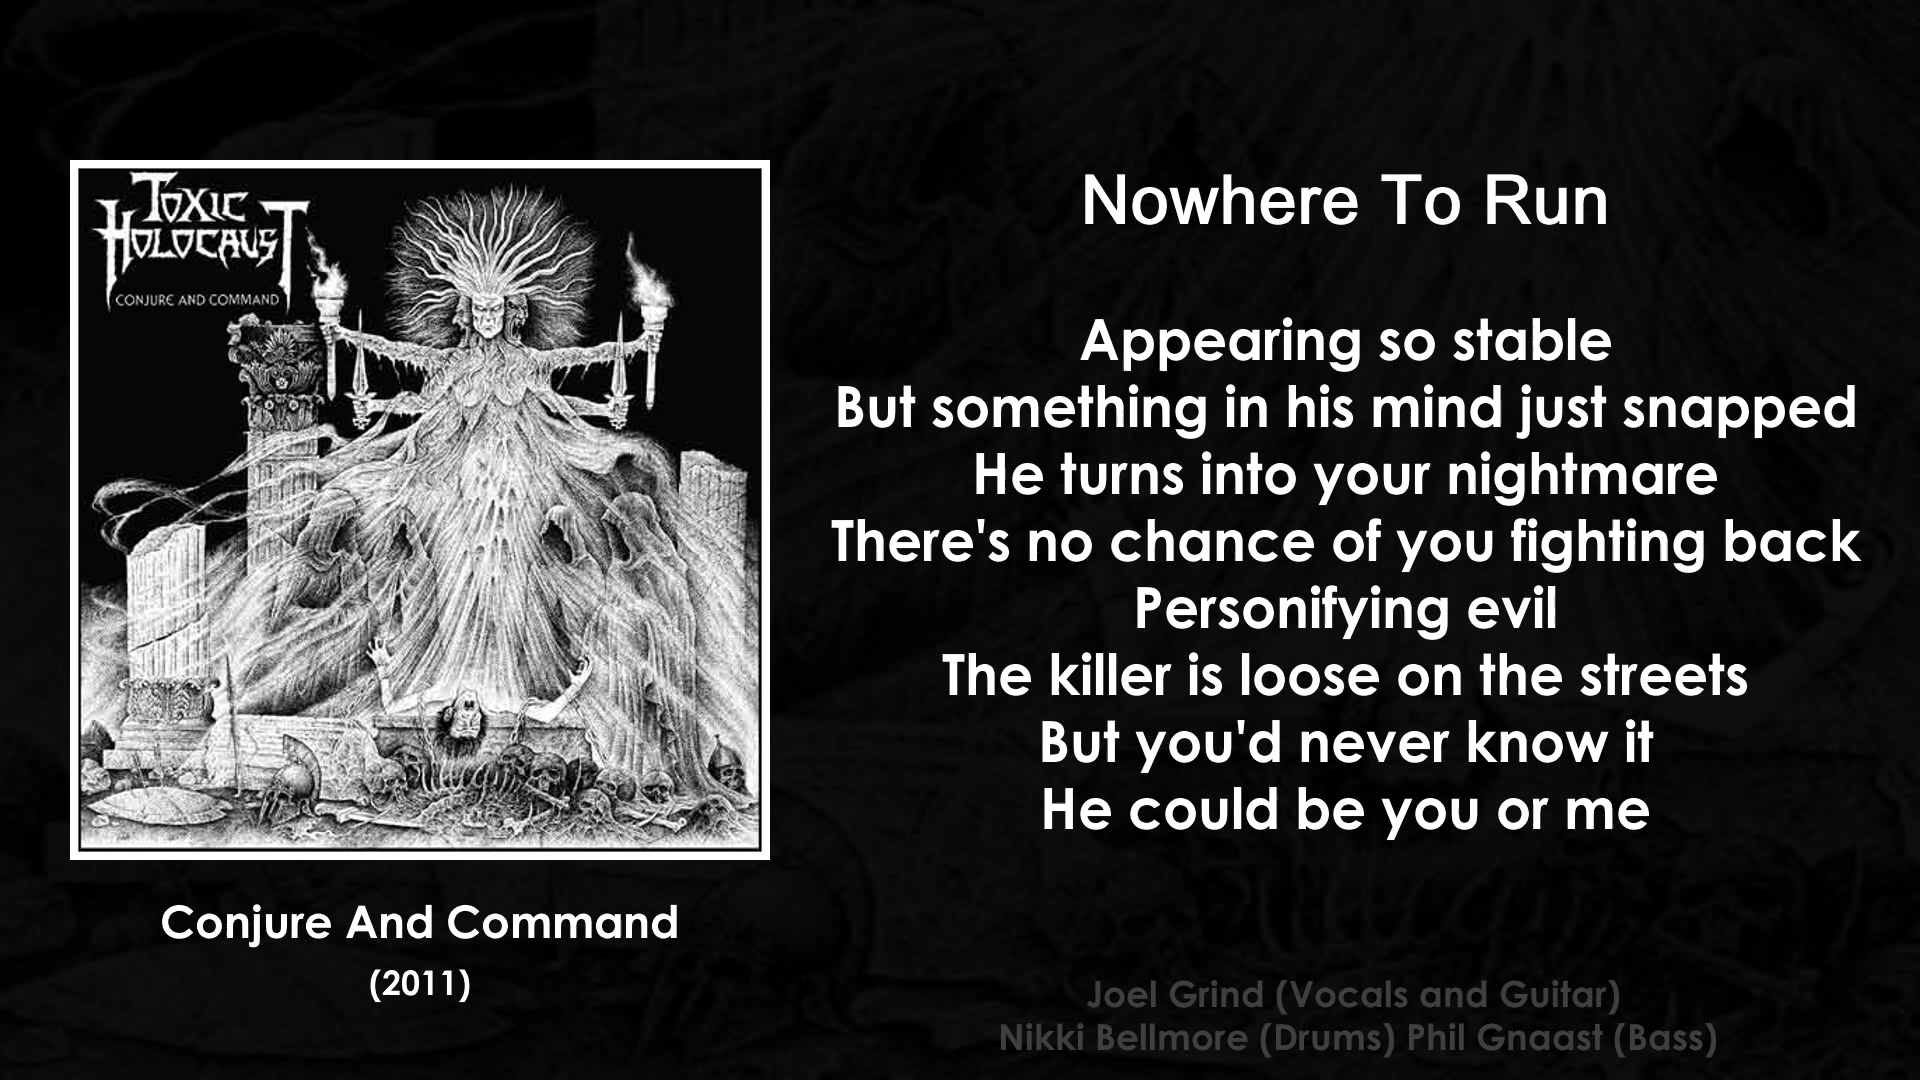 TOXIC
HOLOCAUST
CONJURE AND COMMAND
Conjure And Command
(2011)
Nowhere To Run
Appearing so stable
But something in his mind just snapped
He turns into your nightmare
There's no chance of you fighting back
Personifying evil
The killer is loose on the streets
But you'd never know it
He could be you or me
Joel Grind (Vocals and Guitar)
Nikki Bellmore (Drums) Phil Gnaast (Bass)